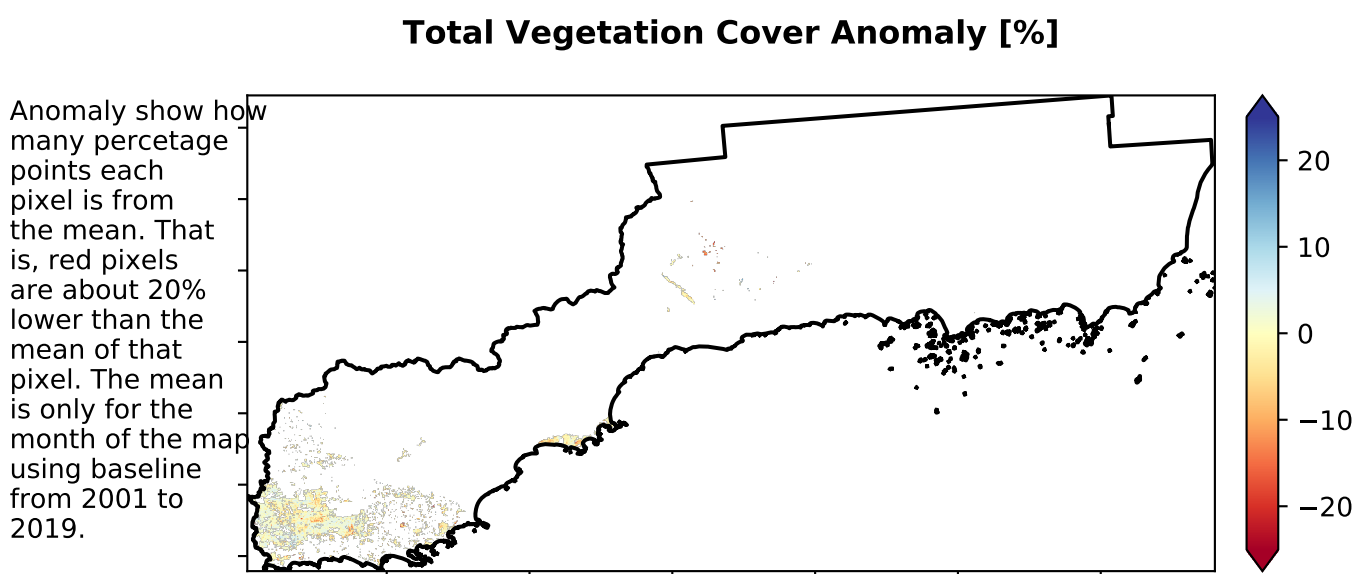 Total Vegetation Cover Anomaly [%]
Anomaly show how
many percetage
points each
pixel is from
the mean. That
is, red pixels
are about 20%
lower than the
mean of that
pixel. The mean
is only for the
month of the map
using baseline
from 2001 to
2019.
20
10
0
−10
−20